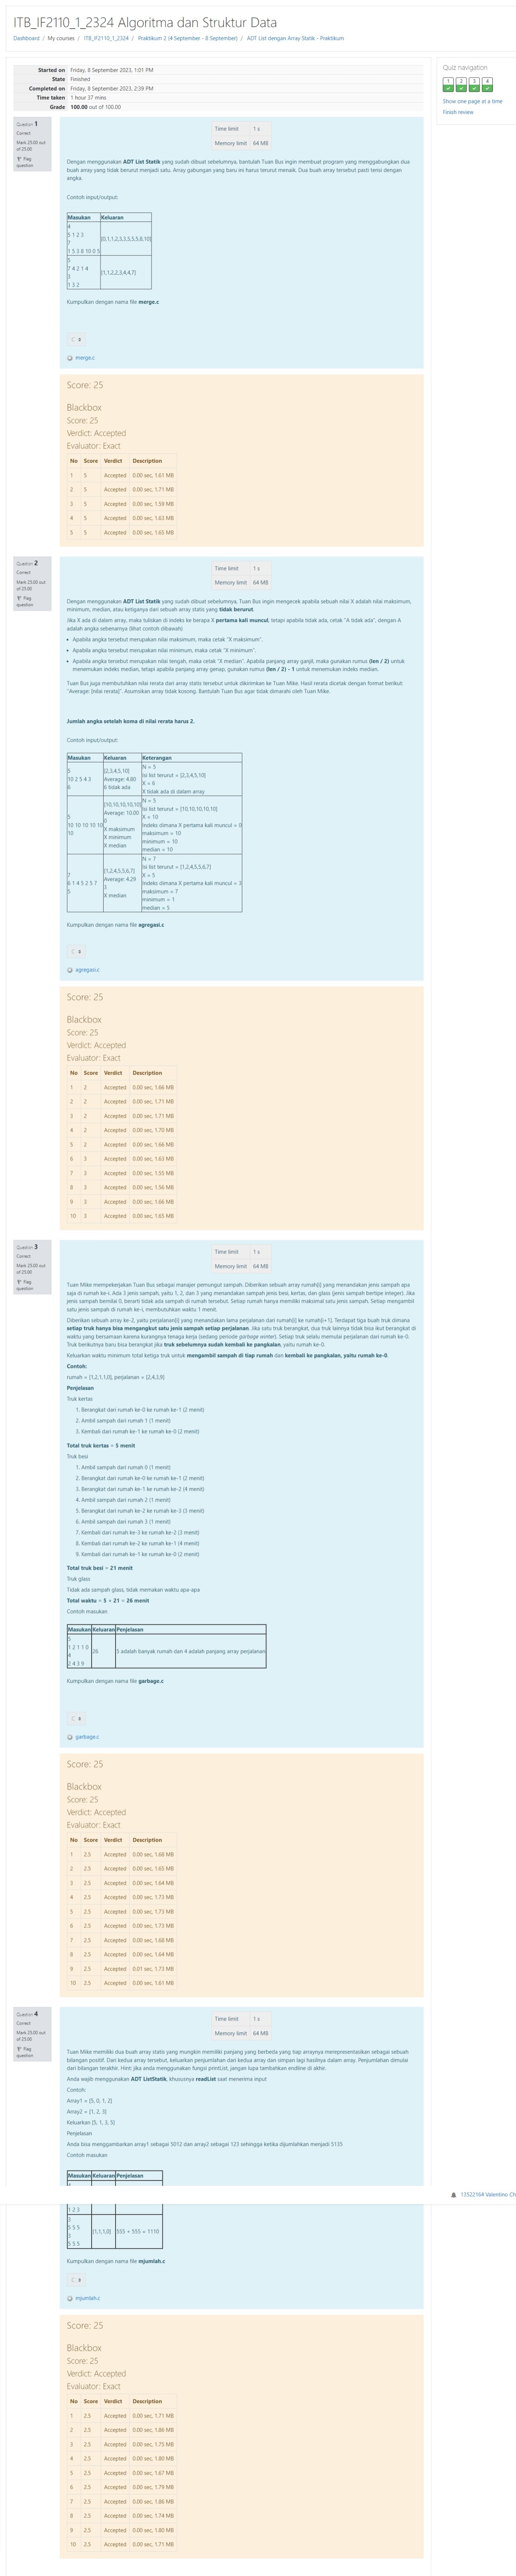 ITB_IF2110_1_2324 Algoritma dan Struktur Data
Dashboard / My courses / ITB_IF2110_1_2324 / Praktikum 2 (4 September - 8 September) / ADT List dengan Array Statik - Praktikum
Quiz navigation
1 2 3 4
Show one page at a time
Finish review
Started on Friday, 8 September 2023, 1:01 PM
State Finished
Completed on Friday, 8 September 2023, 2:39 PM
Time taken 1 hour 37 mins
Grade 100.00 out of 100.00
Question 1
Correct
Mark 25.00 out
of 25.00
Flag
question
Time limit 1 s
Memory limit 64 MB
Dengan menggunakan ADT List Statik yang sudah dibuat sebelumnya, bantulah Tuan Bus ingin membuat program yang menggabungkan dua
buah array yang tidak berurut menjadi satu. Array gabungan yang baru ini harus terurut menaik. Dua buah array tersebut pasti terisi dengan
angka.
Contoh input/output:
Masukan Keluaran
4
5 1 2 3
7
1 5 3 8 10 0 5
[0,1,1,2,3,3,5,5,5,8,10]
5
7 4 2 1 4
3
1 3 2
[1,1,2,2,3,4,4,7]
Kumpulkan dengan nama file merge.c
C
merge.c
Score: 25
Blackbox
Score: 25
Verdict: Accepted
Evaluator: Exact
No Score Verdict Description
1 5 Accepted 0.00 sec, 1.61 MB
2 5 Accepted 0.00 sec, 1.71 MB
3 5 Accepted 0.00 sec, 1.59 MB
4 5 Accepted 0.00 sec, 1.63 MB
5 5 Accepted 0.00 sec, 1.65 MB
Question 2
Correct
Mark 25.00 out
of 25.00
Flag
question
Time limit 1 s
Memory limit 64 MB
Dengan menggunakan ADT List Statik yang sudah dibuat sebelumnya, Tuan Bus ingin mengecek apabila sebuah nilai X adalah nilai maksimum,
minimum, median, atau ketiganya dari sebuah array statis yang tidak berurut.
Jika X ada di dalam array, maka tuliskan di indeks ke berapa X pertama kali muncul, tetapi apabila tidak ada, cetak "A tidak ada", dengan A
adalah angka sebenarnya (lihat contoh dibawah)
• Apabila angka tersebut merupakan nilai maksimum, maka cetak "X maksimum".
• Apabila angka tersebut merupakan nilai minimum, maka cetak "X minimum".
• Apabila angka tersebut merupakan nilai tengah, maka cetak "X median". Apabila panjang array ganjil, maka gunakan rumus (len / 2) untuk
menemukan indeks median, tetapi apabila panjang array genap, gunakan rumus (len / 2) - 1 untuk menemukan indeks median.
Tuan Bus juga membutuhkan nilai rerata dari array statis tersebut untuk dikirimkan ke Tuan Mike. Hasil rerata dicetak dengan format berikut:
"Average: [nilai rerata]". Asumsikan array tidak kosong. Bantulah Tuan Bus agar tidak dimarahi oleh Tuan Mike.
Jumlah angka setelah koma di nilai rerata harus 2.
Contoh input/output:
Masukan Keluaran Keterangan
5
10 2 5 4 3
6
[2,3,4,5,10]
Average: 4,80
6 tidak ada
N = 5
isi list terurut = [2,3,4,5,10]
X = 6
X tidak ada di dalam array
5
10 10 10 10 10
10
[10,10,10,10,10]
Average: 10,00
0
X maksimum
X minimum
X median
N = 5
isi list terurut = [10,10,10,10,10]
X = 10
Indeks dimana X pertama kali muncul = 0
maksimum = 10
minimum = 10
median = 10
7
6 1 4 5 2 5 7
5
[1,2,4,5,5,6,7]
Average: 4,29
3
X median
N = 7
isi list terurut = [1,2,4,5,5,6,7]
X = 5
Indeks dimana X pertama kali muncul = 3
maksimum = 7
minimum = 1
median = 5
Kumpulkan dengan nama file agregasi.c
C
agregasi.c
Score: 25
Blackbox
Score: 25
Verdict: Accepted
Evaluator: Exact
No Score Verdict Description
1 2 Accepted 0.00 sec, 1.66 MB
2 2 Accepted 0.00 sec, 1.71 MB
3 2 Accepted 0.00 sec, 1.71 MB
4 2 Accepted 0.00 sec, 1.70 MB
5 2 Accepted 0.00 sec, 1.66 MB
6 3 Accepted 0.00 sec, 1.63 MB
7 3 Accepted 0.00 sec, 1.55 MB
8 3 Accepted 0.00 sec, 1.56 MB
9 3 Accepted 0.00 sec, 1.66 MB
10 3 Accepted 0.00 sec, 1.65 MB
Question 3
Correct
Mark 25.00 out
of 25.00
Flag
question
Time limit 1 s
Memory limit 64 MB
Tuan Mike mempekerjakan Tuan Bus sebagai manajer pemungut sampah. Diberikan sebuah array rumah[i] yang menandakan jenis sampah apa
saja di rumah ke-i. Ada 3 jenis sampah, yaitu 1, 2, dan 3 yang menandakan sampah jenis besi, kertas, dan glass (jenis sampah bertipe integer). Jika
jenis sampah bernilai 0, berarti tidak ada sampah di rumah tersebut. Setiap rumah hanya memiliki maksimal satu jenis sampah. Setiap mengambil
satu jenis sampah di rumah ke-i, membutuhkan waktu 1 menit.
Diberikan sebuah array ke-2, yaitu perjalanan[i] yang menandakan lama perjalanan dari rumah[i] ke rumah[i+1]. Terdapat tiga buah truk dimana
setiap truk hanya bisa mengangkut satu jenis sampah setiap perjalanan. Jika satu truk berangkat, dua truk lainnya tidak bisa ikut berangkat di
waktu yang bersamaan karena kurangnya tenaga kerja (sedang periode garbage winter). Setiap truk selalu memulai perjalanan dari rumah ke-0.
Truk berikutnya baru bisa berangkat jika truk sebelumnya sudah kembali ke pangkalan, yaitu rumah ke-0.
Keluarkan waktu minimum total ketiga truk untuk mengambil sampah di tiap rumah dan kembali ke pangkalan, yaitu rumah ke-0.
Contoh:
rumah = [1,2,1,1,0], perjalanan = [2,4,3,9]
Penjelasan
Truk kertas
1. Berangkat dari rumah ke-0 ke rumah ke-1 (2 menit)
2. Ambil sampah dari rumah 1 (1 menit)
3. Kembali dari rumah ke-1 ke rumah ke-0 (2 menit)
Total truk kertas = 5 menit
Truk besi
1. Ambil sampah dari rumah 0 (1 menit)
2. Berangkat dari rumah ke-0 ke rumah ke-1 (2 menit)
3. Berangkat dari rumah ke-1 ke rumah ke-2 (4 menit)
4. Ambil sampah dari rumah 2 (1 menit)
5. Berangkat dari rumah ke-2 ke rumah ke-3 (3 menit)
6. Ambil sampah dari rumah 3 (1 menit)
7. Kembali dari rumah ke-3 ke rumah ke-2 (3 menit)
8. Kembali dari rumah ke-2 ke rumah ke-1 (4 menit)
9. Kembali dari rumah ke-1 ke rumah ke-0 (2 menit)
Total truk besi = 21 menit
Truk glass
Tidak ada sampah glass, tidak memakan waktu apa-apa
Total waktu = 5 + 21 = 26 menit
Contoh masukan
Masukan Keluaran Penjelasan
5
1 2 1 1 0
4
2 4 3 9
26
5 adalah banyak rumah dan 4 adalah panjang array perjalanan
Kumpulkan dengan nama file garbage.c
C
garbage.c
Score: 25
Blackbox
Score: 25
Verdict: Accepted
Evaluator: Exact
No Score Verdict Description
1 2.5 Accepted 0.00 sec, 1.68 MB
2 2.5 Accepted 0.00 sec, 1.65 MB
3 2.5 Accepted 0.00 sec, 1.64 MB
4 2.5 Accepted 0.00 sec, 1.73 MB
5 2.5 Accepted 0.00 sec, 1.73 MB
6 2.5 Accepted 0.00 sec, 1.73 MB
7 2.5 Accepted 0.00 sec, 1.68 MB
8 2.5 Accepted 0.00 sec, 1.64 MB
9 2.5 Accepted 0.01 sec, 1.73 MB
10 2.5 Accepted 0.00 sec, 1.61 MB
Question 4
Correct
Mark 25.00 out
of 25.00
Flag
question
Time limit 1 s
Memory limit 64 MB
Tuan Mike memiliki dua buah array statis yang mungkin memiliki panjang yang berbeda yang tiap arraynya merepresentasikan sebagai sebuah
bilangan positif. Dari kedua array tersebut, keluarkan penjumlahan dari kedua array dan simpan lagi hasilnya dalam array. Penjumlahan dimulai
dari bilangan terakhir. Hint: jika menggunakan fungsi printList, jangan lupa tambahkan endline di akhir.
Anda wajib menggunakan ADT ListStatik, khususnya readList saat menerima input
Contoh:
Array1 = [5, 0, 1, 2]
Array2 = [1, 2, 3]
Keluarkan [5, 1, 3, 5]
Penjelasan
Anda bisa menggambarkan array1 sebagai 5012 dan array2 sebagai 123 sehingga ketika dijumlahkan menjadi 5135
Contoh masukan
Masukan Keluaran Penjelasan
13522164 Valentino Ch
1 2 3
3
5 5 5
3
5 5 5
[1,1,1,0]
555 + 555 = 1110
Kumpulkan dengan nama file mjumlah.c
C
mjumlah.c
Score: 25
Blackbox
Score: 25
Verdict: Accepted
Evaluator: Exact
No Score Verdict Description
1 2.5 Accepted 0.00 sec, 1.71 MB
2 2.5 Accepted 0.00 sec, 1.86 MB
3 2.5 Accepted 0.00 sec, 1.75 MB
4 2.5 Accepted 0.00 sec, 1.80 MB
5 2.5 Accepted 0.00 sec, 1.67 MB
6 2.5 Accepted 0.00 sec, 1.79 MB
7 2.5 Accepted 0.00 sec, 1.86 MB
8 2.5 Accepted 0.00 sec, 1.74 MB
9 2.5 Accepted 0.00 sec, 1.80 MB
10 2.5 Accepted 0.00 sec, 1.71 MB